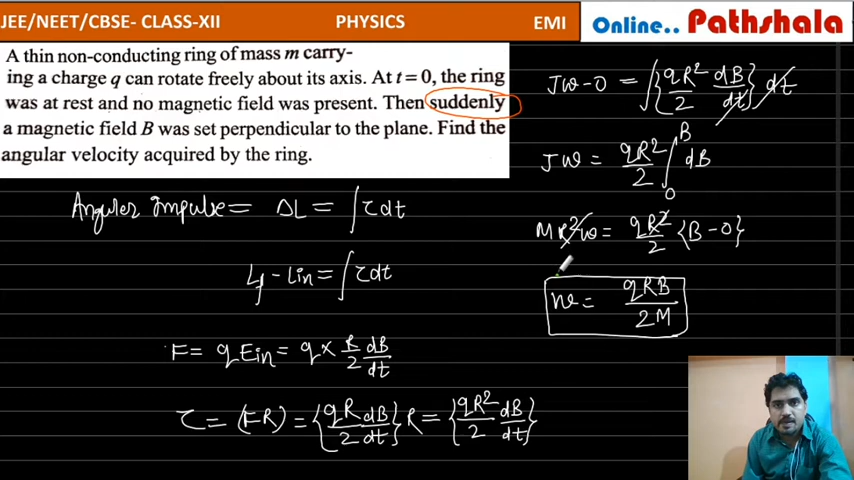 JEE/NEET/CBSE- CLASS-XII PHYSICS EMI Online.. Pathshala
A thin non-conducting ring of mass m carry-
ing a charge q can rotate freely about its axis. At t = 0, the ring
was at rest and no magnetic field was present. Then suddenly
a magnetic field B was set perpendicular to the plane. Find the
angular velocity acquired by the ring.
Angular Impulse = ΔL = ∫τdt
Lf - Lin = ∫τdt
F = qEin = q × R/2 dB/dt
τ = (FR) = {qR/2 dB/dt} R = {qR²/2 dB/dt}
Jω - 0 = ∫{qR²/2 dB/dt} dt
Jω = qR²/2 ∫₀ᴮ dB
MR²ω = qR²/2 {B - 0}
ω = qRB/2M